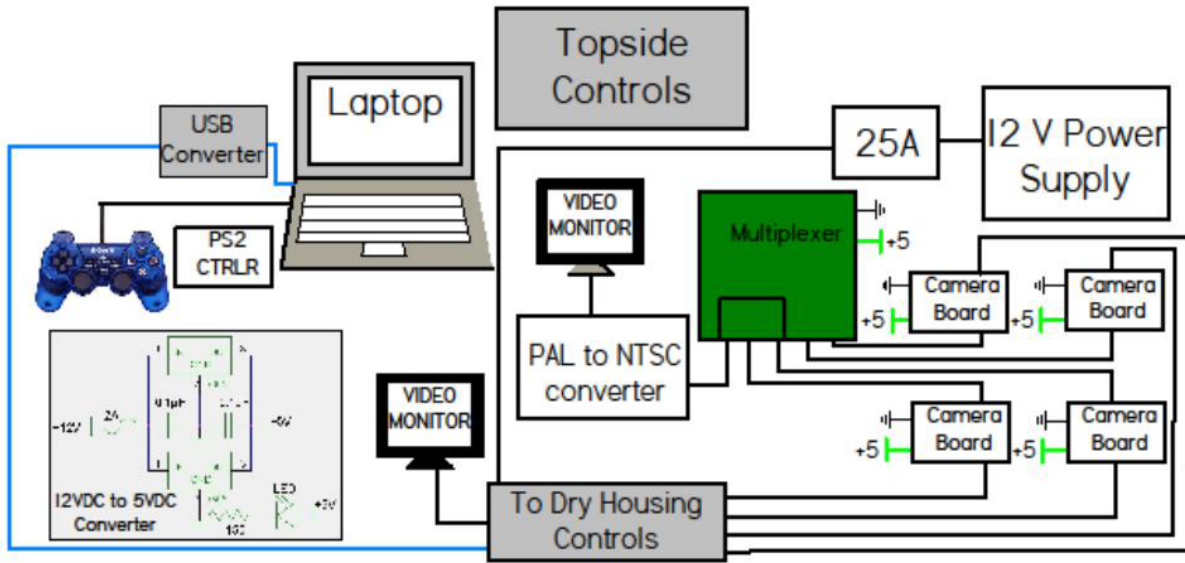 Topside
Controls
Laptop
USB
Converter
PS2
CTRLR
25A
12 V Power
Supply
VIDEO
MONITOR
Multiplexer
+5
Camera
Board
+5
Camera
Board
+5
PAL to NTSC
converter
VIDEO
MONITOR
Camera
Board
+5
Camera
Board
+5
0.1µF
+12V
2A
LED
12VDC to 5VDC
Converter
To Dry Housing
Controls